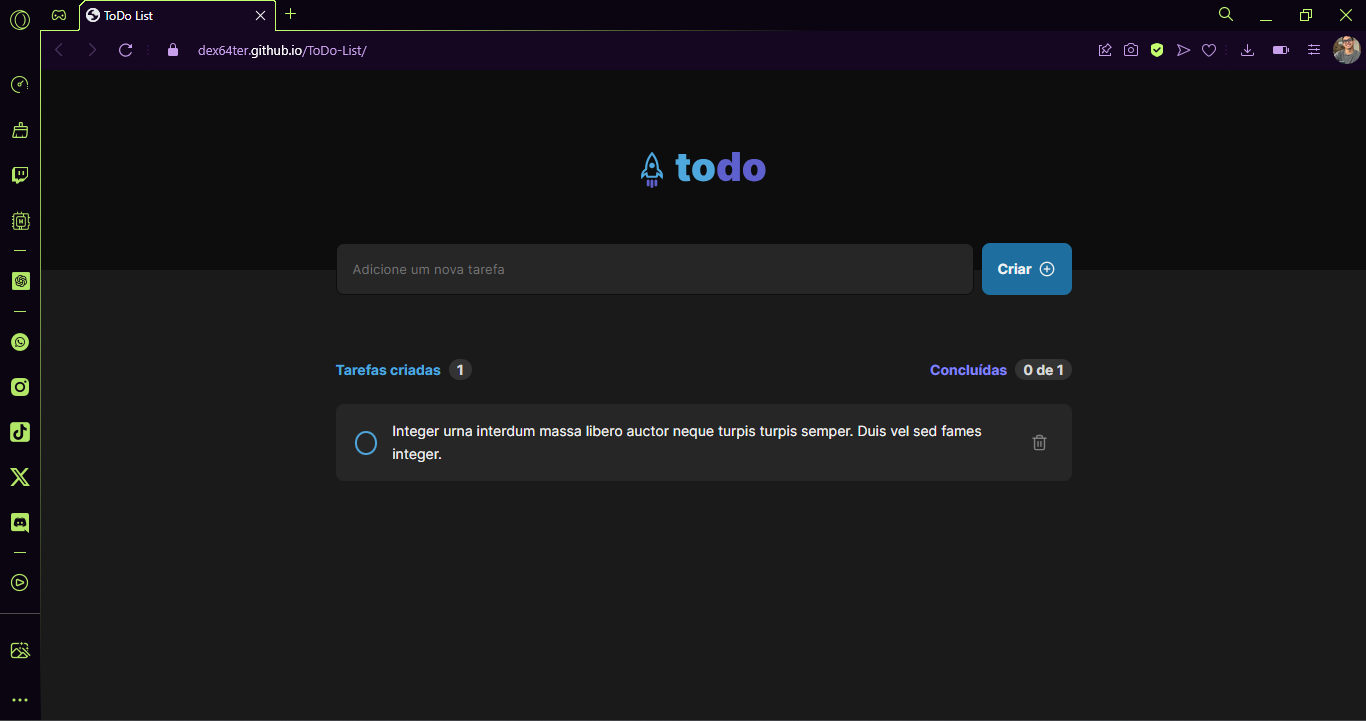 ToDo List
dex64ter.github.io/ToDo-List/
todo
Adicione um nova tarefa
Criar
Tarefas criadas 1
Concluídas 0 de 1
Integer urna interdum massa libero auctor neque turpis turpis semper. Duis vel sed fames
integer.